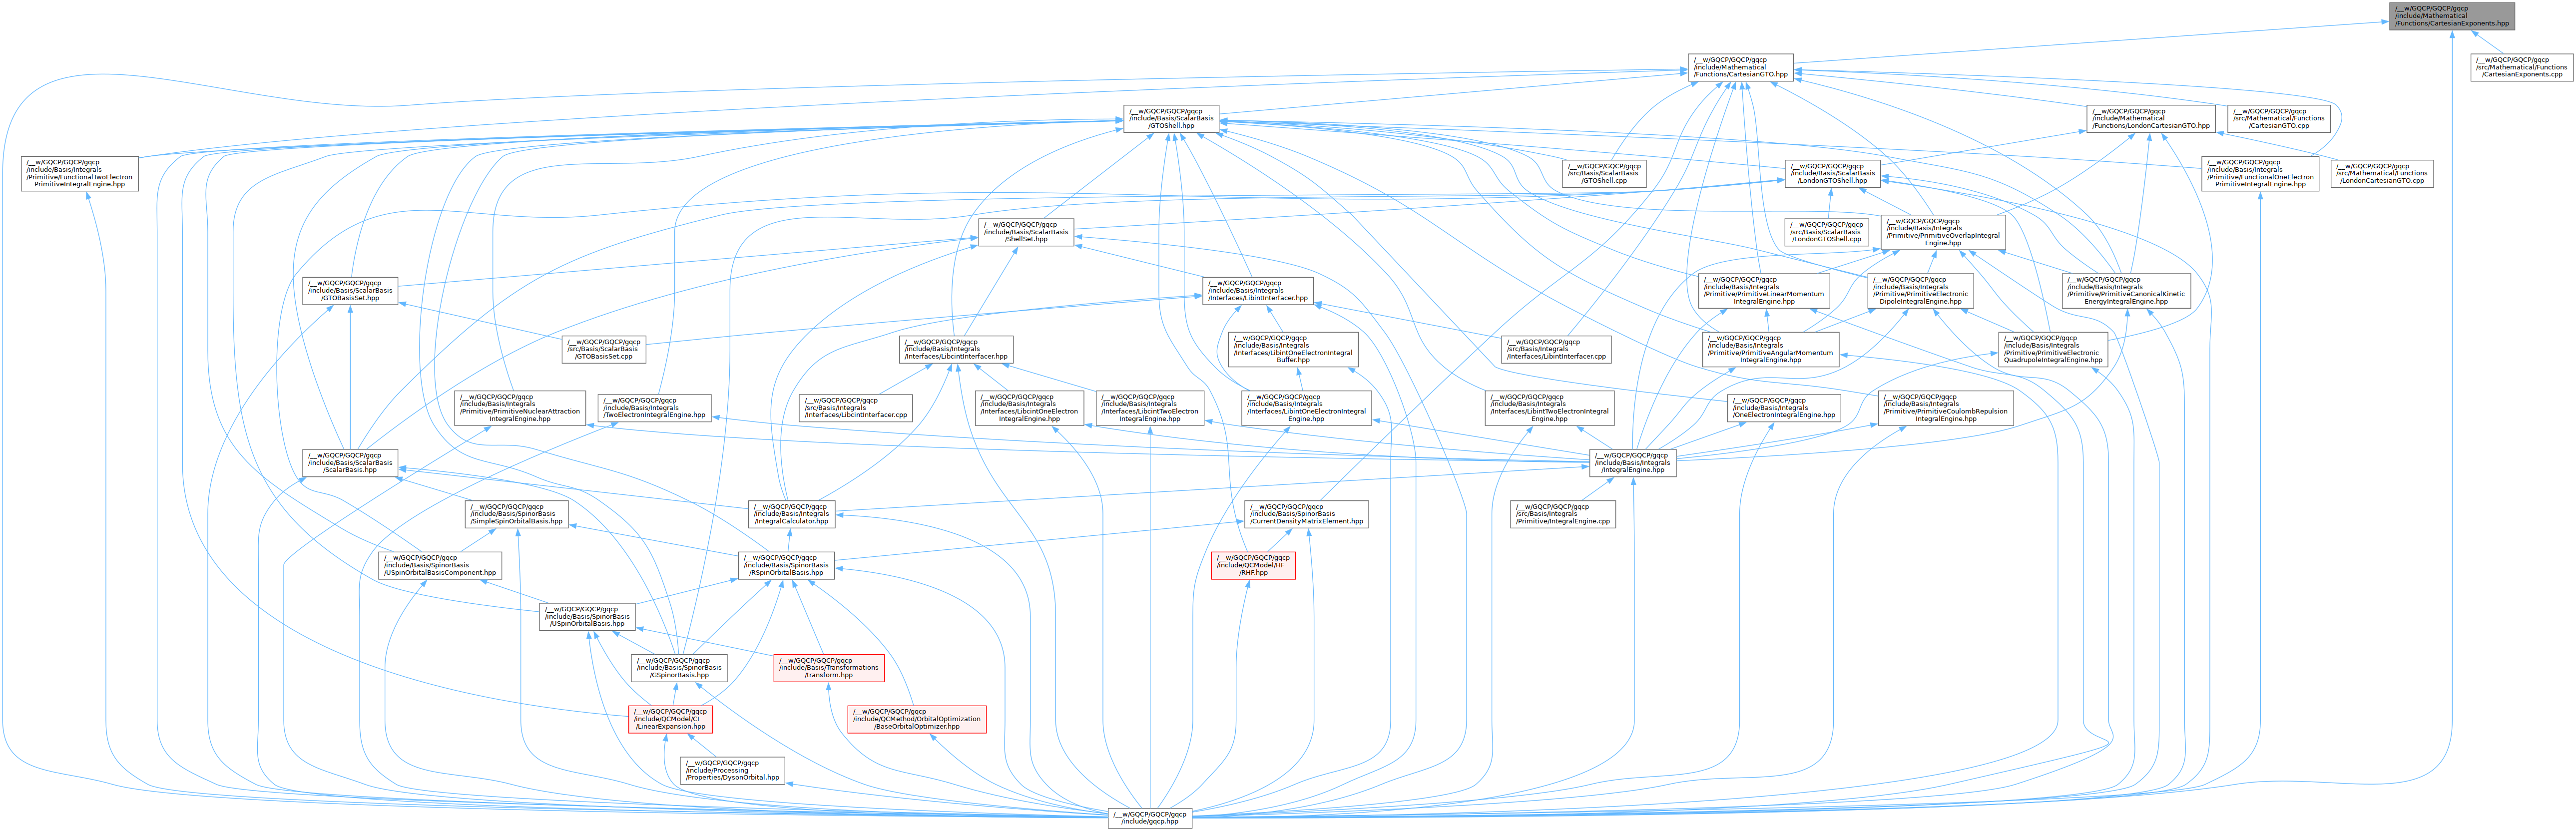 /__w/GQCP/GQCP/gqcp
/include/Mathematical
/Functions/CartesianExponents.hpp
/__w/GQCP/GQCP/gqcp
/include/Mathematical
/Functions/CartesianGTO.hpp
/__w/GQCP/GQCP/gqcp
/src/Mathematical/Functions
/CartesianExponents.cpp
/__w/GQCP/GQCP/gqcp
/include/Basis/ScalarBasis
/GTOShell.hpp
/__w/GQCP/GQCP/gqcp
/include/Mathematical
/Functions/LondonCartesianGTO.hpp
/__w/GQCP/GQCP/gqcp
/src/Mathematical/Functions
/CartesianGTO.cpp
/__w/GQCP/GQCP/gqcp
/include/Basis/Integrals
/Primitive/FunctionalTwoElectron
PrimitiveIntegralEngine.hpp
/__w/GQCP/GQCP/gqcp
/src/Basis/ScalarBasis
/GTOShell.cpp
/__w/GQCP/GQCP/gqcp
/include/Basis/ScalarBasis
/LondonGTOShell.hpp
/__w/GQCP/GQCP/gqcp
/include/Basis/Integrals
/Primitive/FunctionalOneElectron
PrimitiveIntegralEngine.hpp
/__w/GQCP/GQCP/gqcp
/src/Mathematical/Functions
/LondonCartesianGTO.cpp
/__w/GQCP/GQCP/gqcp
/include/Basis/ScalarBasis
/ShellSet.hpp
/__w/GQCP/GQCP/gqcp
/src/Basis/ScalarBasis
/LondonGTOShell.cpp
/__w/GQCP/GQCP/gqcp
/include/Basis/Integrals
/Primitive/PrimitiveOverlapIntegral
Engine.hpp
/__w/GQCP/GQCP/gqcp
/include/Basis/ScalarBasis
/GTOBasisSet.hpp
/__w/GQCP/GQCP/gqcp
/include/Basis/Integrals
/Interfaces/LibintInterfacer.hpp
/__w/GQCP/GQCP/gqcp
/include/Basis/Integrals
/Primitive/PrimitiveLinearMomentum
IntegralEngine.hpp
/__w/GQCP/GQCP/gqcp
/include/Basis/Integrals
/Primitive/PrimitiveElectronic
DipoleIntegralEngine.hpp
/__w/GQCP/GQCP/gqcp
/include/Basis/Integrals
/Primitive/PrimitiveCanonicalKinetic
EnergyIntegralEngine.hpp
/__w/GQCP/GQCP/gqcp
/src/Basis/ScalarBasis
/GTOBasisSet.cpp
/__w/GQCP/GQCP/gqcp
/include/Basis/Integrals
/Interfaces/LibcintInterfacer.hpp
/__w/GQCP/GQCP/gqcp
/include/Basis/Integrals
/Interfaces/LibintOneElectronIntegral
Buffer.hpp
/__w/GQCP/GQCP/gqcp
/src/Basis/Integrals
/Interfaces/LibintInterfacer.cpp
/__w/GQCP/GQCP/gqcp
/include/Basis/Integrals
/Primitive/PrimitiveAngularMomentum
IntegralEngine.hpp
/__w/GQCP/GQCP/gqcp
/include/Basis/Integrals
/Primitive/PrimitiveElectronic
QuadrupoleIntegralEngine.hpp
/__w/GQCP/GQCP/gqcp
/include/Basis/Integrals
/Primitive/PrimitiveNuclearAttraction
IntegralEngine.hpp
/__w/GQCP/GQCP/gqcp
/include/Basis/Integrals
/TwoElectronIntegralEngine.hpp
/__w/GQCP/GQCP/gqcp
/src/Basis/Integrals
/Interfaces/LibcintInterfacer.cpp
/__w/GQCP/GQCP/gqcp
/include/Basis/Integrals
/Interfaces/LibcintOneElectron
IntegralEngine.hpp
/__w/GQCP/GQCP/gqcp
/include/Basis/Integrals
/Interfaces/LibcintTwoElectron
IntegralEngine.hpp
/__w/GQCP/GQCP/gqcp
/include/Basis/Integrals
/Interfaces/LibintOneElectronIntegral
Engine.hpp
/__w/GQCP/GQCP/gqcp
/include/Basis/Integrals
/Interfaces/LibintTwoElectronIntegral
Engine.hpp
/__w/GQCP/GQCP/gqcp
/include/Basis/Integrals
/OneElectronIntegralEngine.hpp
/__w/GQCP/GQCP/gqcp
/include/Basis/Integrals
/Primitive/PrimitiveCoulombRepulsion
IntegralEngine.hpp
/__w/GQCP/GQCP/gqcp
/include/Basis/ScalarBasis
/ScalarBasis.hpp
/__w/GQCP/GQCP/gqcp
/include/Basis/Integrals
/IntegralEngine.hpp
/__w/GQCP/GQCP/gqcp
/include/Basis/SpinorBasis
/SimpleSpinOrbitalBasis.hpp
/__w/GQCP/GQCP/gqcp
/include/Basis/Integrals
/IntegralCalculator.hpp
/__w/GQCP/GQCP/gqcp
/include/Basis/SpinorBasis
/CurrentDensityMatrixElement.hpp
/__w/GQCP/GQCP/gqcp
/src/Basis/Integrals
/Primitive/IntegralEngine.cpp
/__w/GQCP/GQCP/gqcp
/include/Basis/SpinorBasis
/USpinOrbitalBasisComponent.hpp
/__w/GQCP/GQCP/gqcp
/include/Basis/SpinorBasis
/RSpinOrbitalBasis.hpp
/__w/GQCP/GQCP/gqcp
/include/QCModel/HF
/RHF.hpp
/__w/GQCP/GQCP/gqcp
/include/Basis/SpinorBasis
/USpinOrbitalBasis.hpp
/__w/GQCP/GQCP/gqcp
/include/Basis/SpinorBasis
/GSpinorBasis.hpp
/__w/GQCP/GQCP/gqcp
/include/Basis/Transformations
/transform.hpp
/__w/GQCP/GQCP/gqcp
/include/QCModel/CI
/LinearExpansion.hpp
/__w/GQCP/GQCP/gqcp
/include/QCMethod/OrbitalOptimization
/BaseOrbitalOptimizer.hpp
/__w/GQCP/GQCP/gqcp
/include/Processing
/Properties/DysonOrbital.hpp
/__w/GQCP/GQCP/gqcp
/include/gqcp.hpp